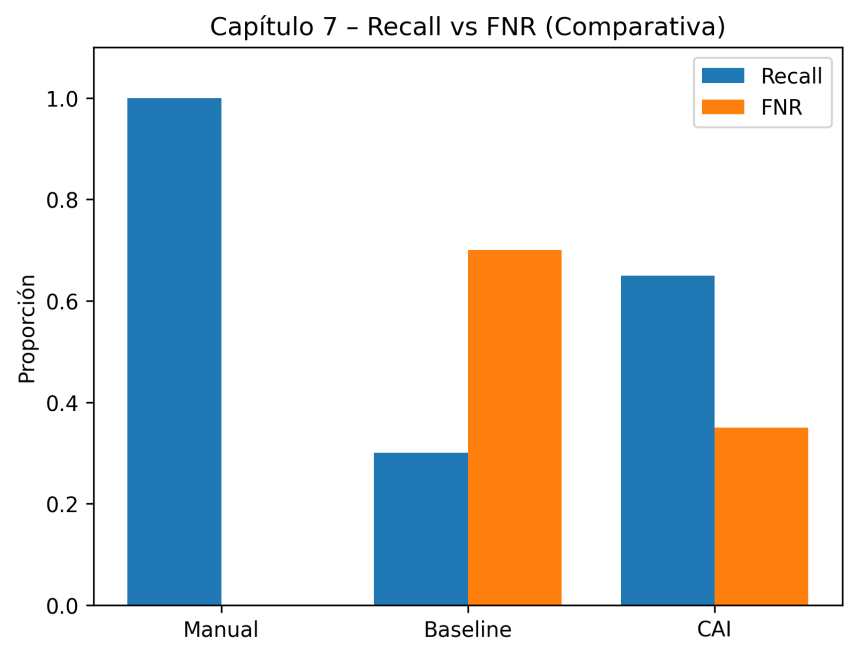 Capítulo 7 – Recall vs FNR (Comparativa)
Recall
FNR
Proporción
1.0
0.8
0.6
0.4
0.2
0.0
Manual
Baseline
CAI